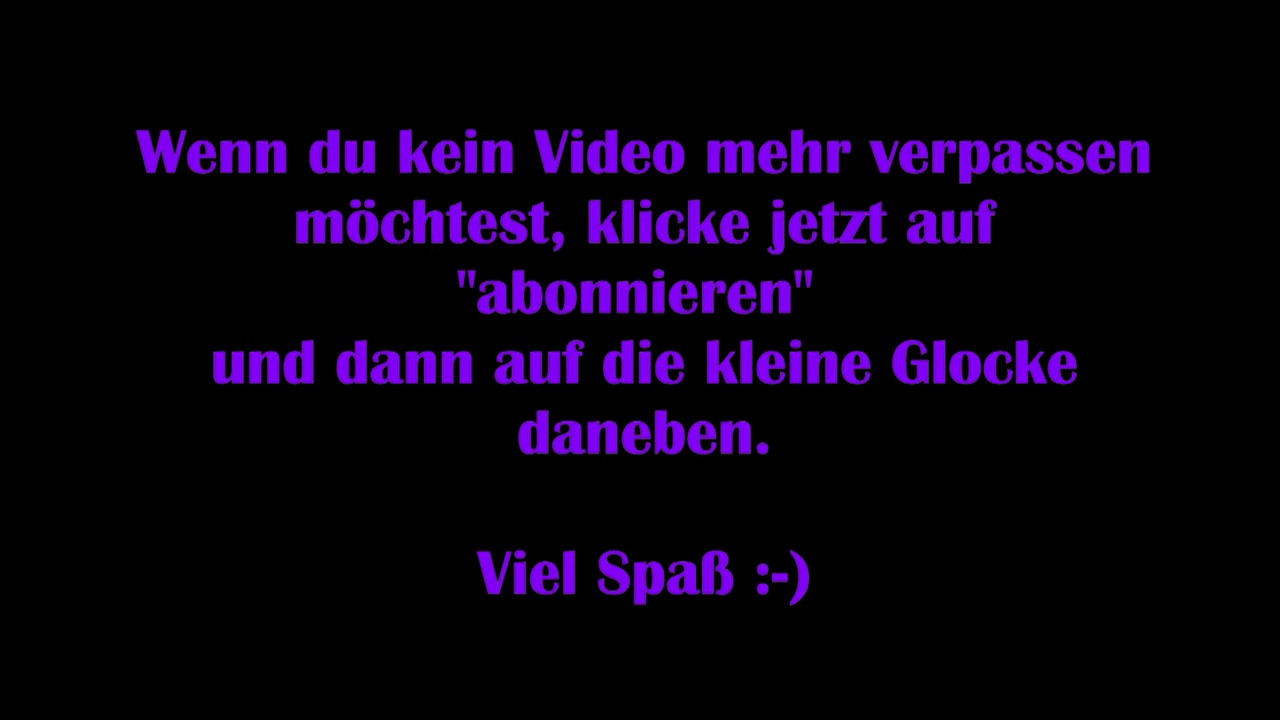 Wenn du kein Video mehr verpassen
möchtest, klicke jetzt auf
"abonnieren"
und dann auf die kleine Glocke
daneben.
Viel Spaß :-)